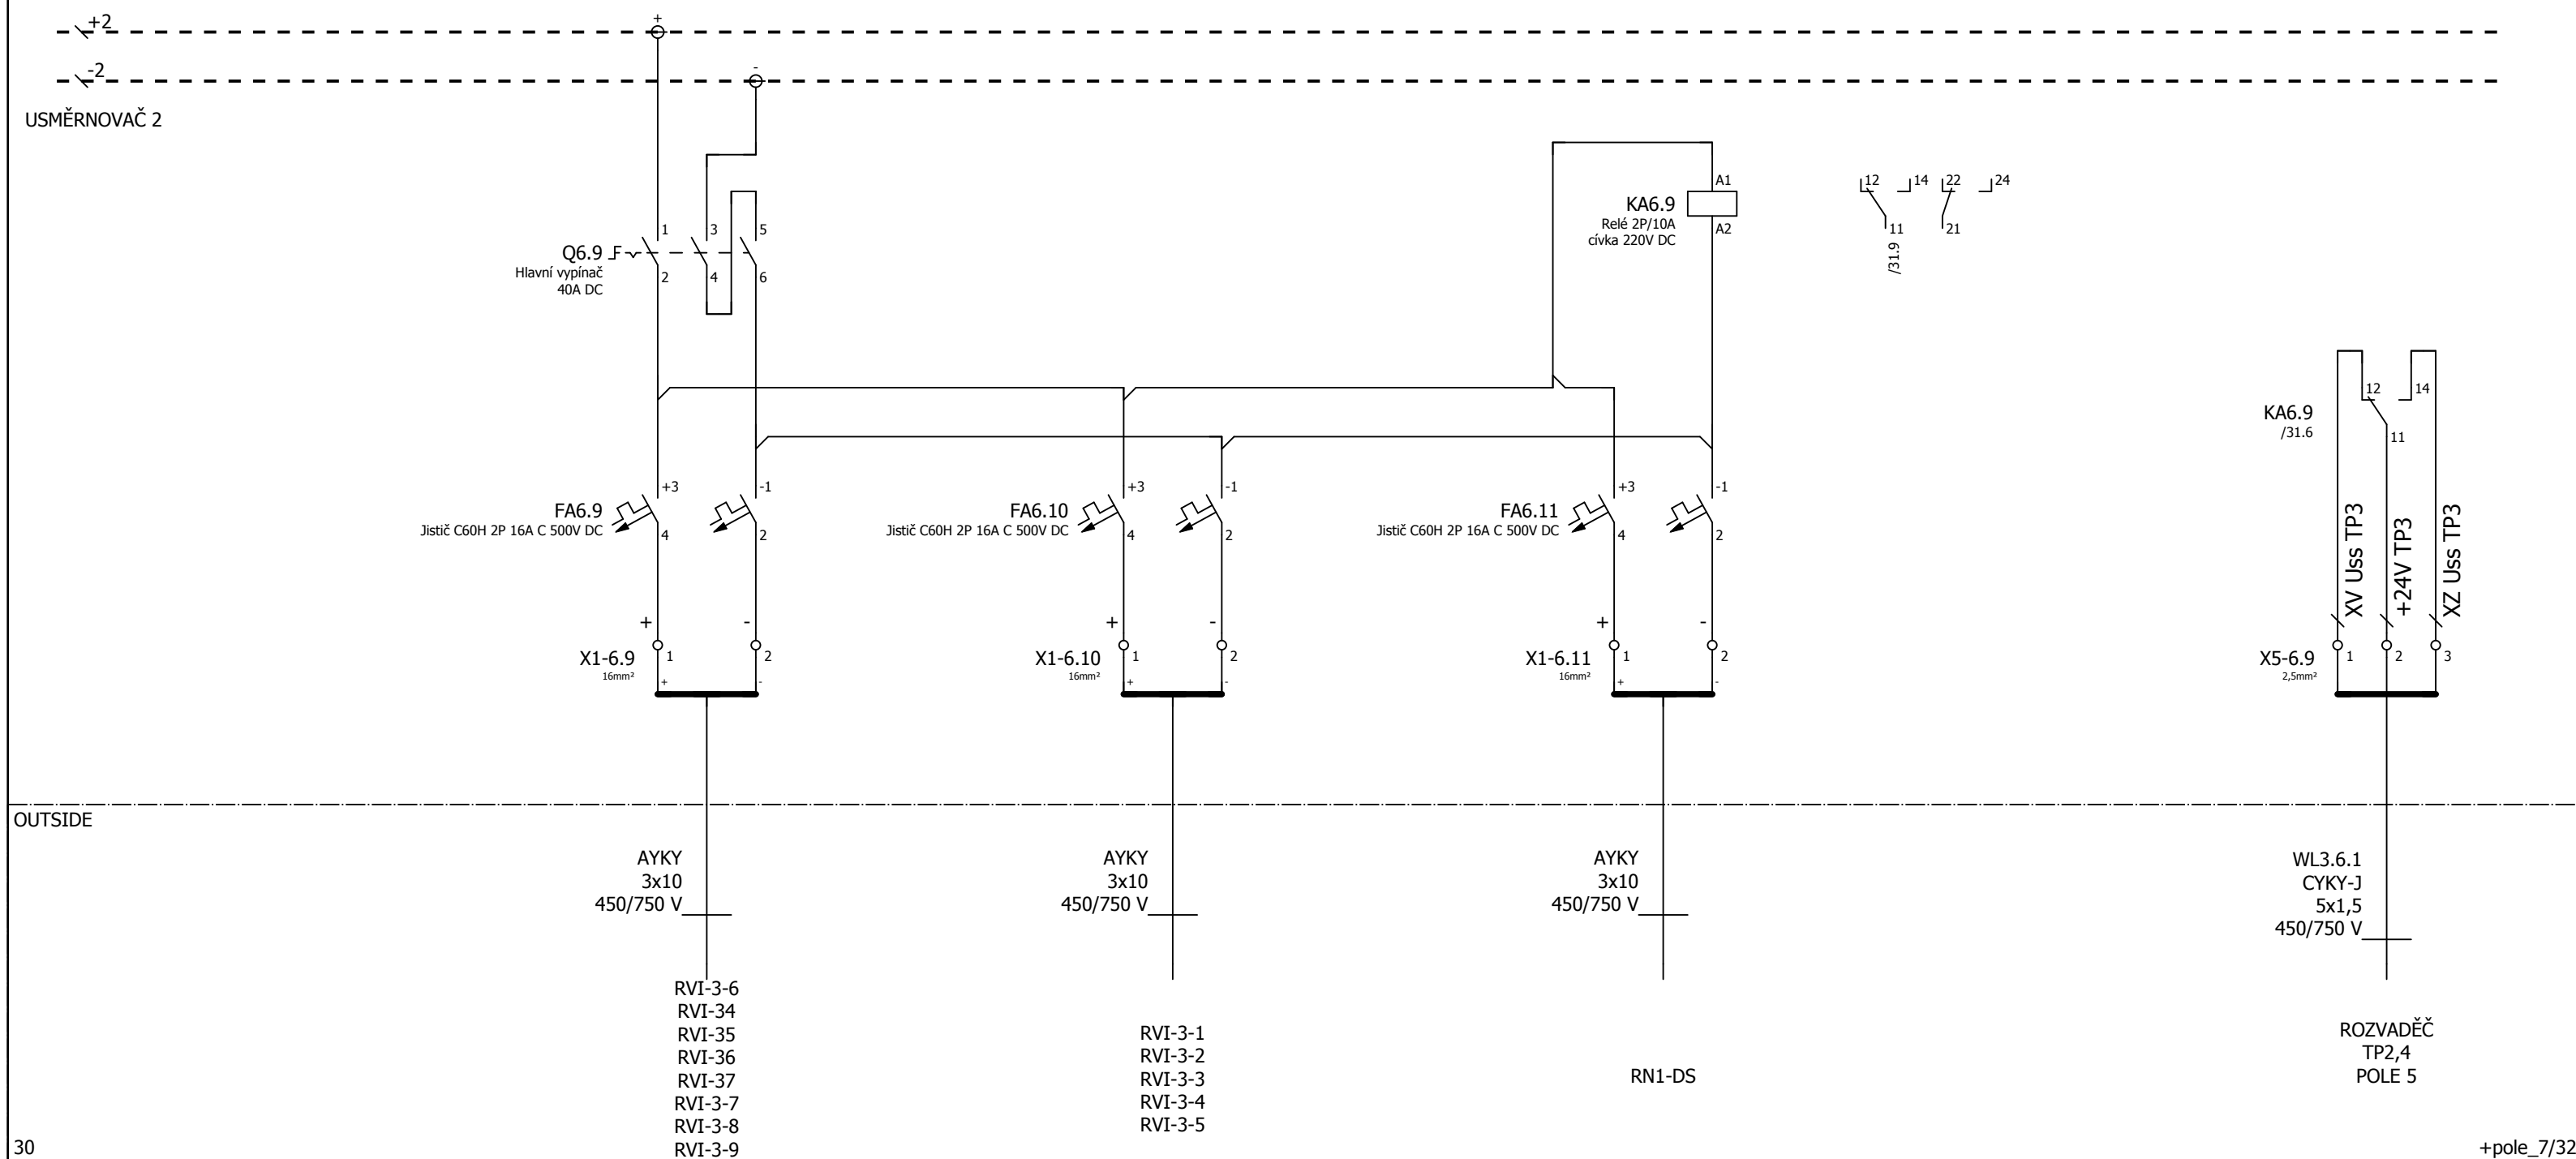 +2
+
-2
-
USMĚRNOVAČ 2
1 3 5
Q6.9
Hlavní vypínač
40A DC
2 4 6
A1
KA6.9
Relé 2P/10A
cívka 220V DC
A2
12 14 22 24
11 21
/31.9
12 14
KA6.9
/31.6
11
XV Uss TP3
+24V TP3
XZ Uss TP3
+3 -1
FA6.9
Jistič C60H 2P 16A C 500V DC
4 2
+3 -1
FA6.10
Jistič C60H 2P 16A C 500V DC
4 2
+3 -1
FA6.11
Jistič C60H 2P 16A C 500V DC
4 2
+ -
X1-6.9
16mm²
1 2
+ -
+ -
X1-6.10
16mm²
1 2
+ -
+ -
X1-6.11
16mm²
1 2
+ -
X5-6.9
2,5mm²
1 2 3
OUTSIDE
AYKY
3x10
450/750 V
AYKY
3x10
450/750 V
AYKY
3x10
450/750 V
WL3.6.1
CYKY-J
5x1,5
450/750 V
RVI-3-6
RVI-34
RVI-35
RVI-36
RVI-37
RVI-3-7
RVI-3-8
RVI-3-9
RVI-3-1
RVI-3-2
RVI-3-3
RVI-3-4
RVI-3-5
RN1-DS
ROZVADĚČ
TP2,4
POLE 5
30
+pole_7/32